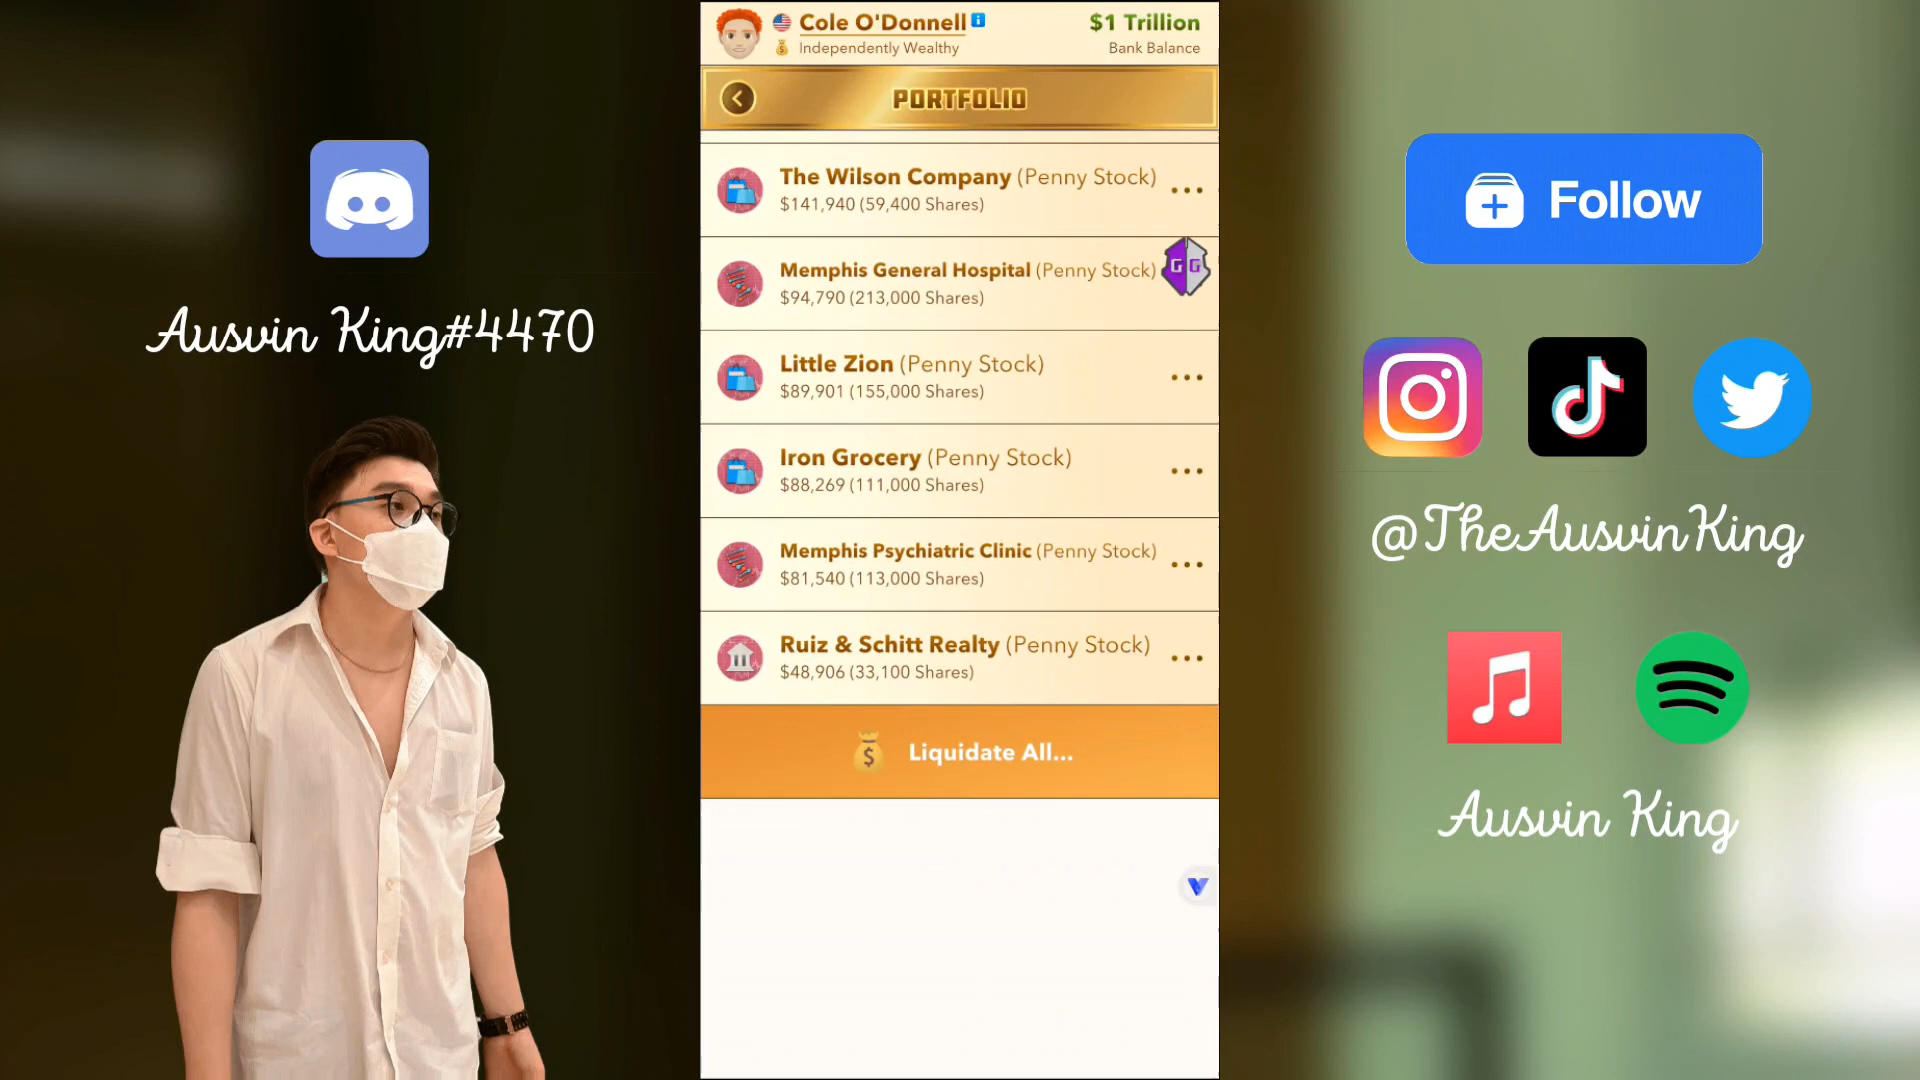 Cole O'Donnell
$1 Trillion
Independently Wealthy
Bank Balance
PORTFOLIO
The Wilson Company (Penny Stock)
$141,940 (59,400 Shares)
Memphis General Hospital (Penny Stock)
GG
$94,790 (213,000 Shares)
Little Zion (Penny Stock)
$89,901 (155,000 Shares)
Iron Grocery (Penny Stock)
$88,269 (111,000 Shares)
Memphis Psychiatric Clinic (Penny Stock)
$81,540 (113,000 Shares)
Ruiz & Schitt Realty (Penny Stock)
$48,906 (33,100 Shares)
Liquidate All...
Ausvin King#4470
Follow
@TheAusvinKing
Ausvin King